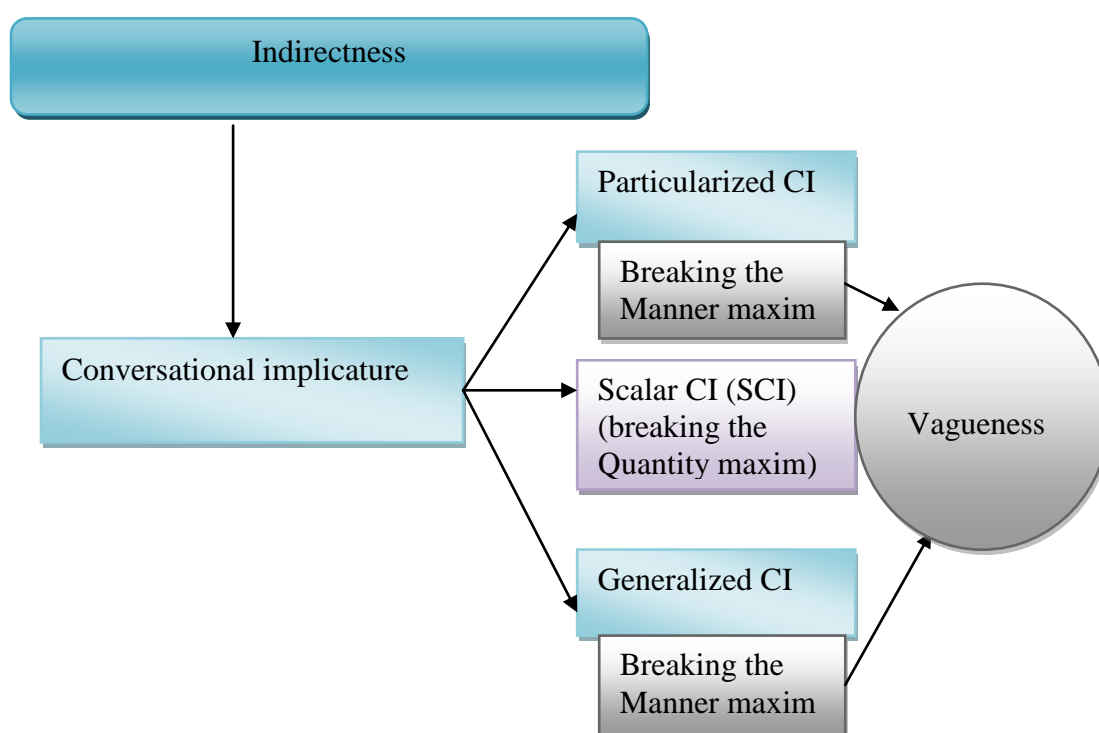 Indirectness
Particularized CI
Breaking the
Manner maxim
Conversational implicature
Scalar CI (SCI)
(breaking the
Quantity maxim)
Vagueness
Generalized CI
Breaking the
Manner maxim